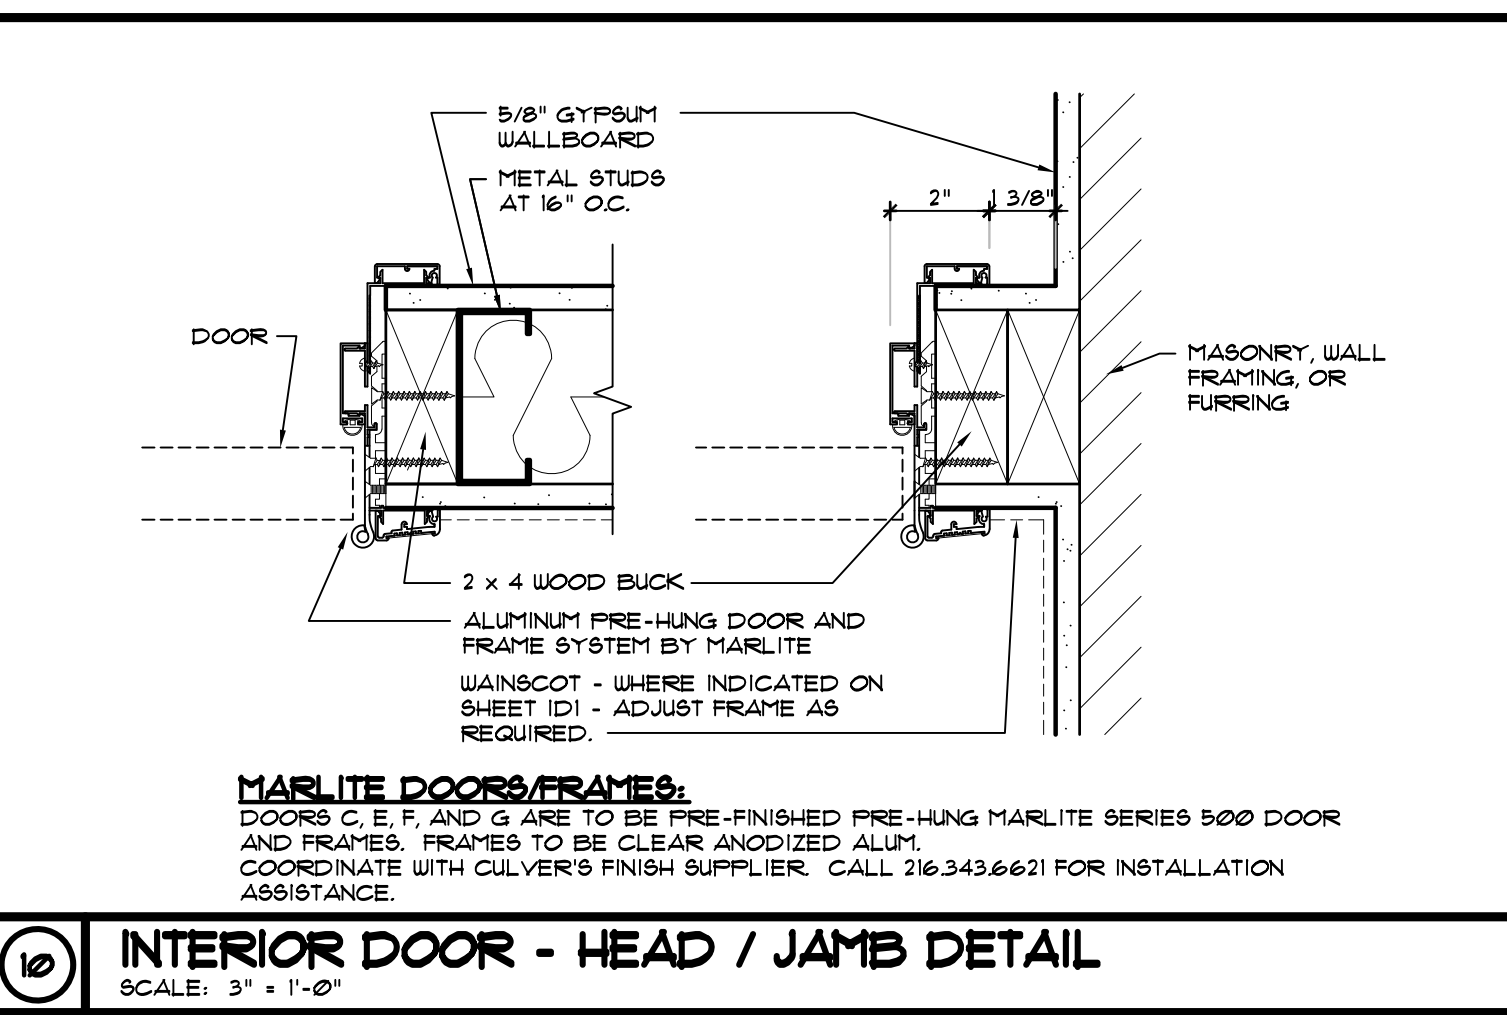 5/8" GYPSUM
WALLBOARD
METAL STUDS
AT 16" O.C.
2"
1 3/8"
DOOR
MASONRY, WALL
FRAMING, OR
FURRING
2 x 4 WOOD BUCK
ALUMINUM PRE-HUNG DOOR AND
FRAME SYSTEM BY MARLITE
WAINSCOT - WHERE INDICATED ON
SHEET ID1 - ADJUST FRAME AS
REQUIRED.
MARLITE DOORS/FRAMES:
DOORS C, E, F, AND G ARE TO BE PRE-FINISHED PRE-HUNG MARLITE SERIES 500 DOOR
AND FRAMES. FRAMES TO BE CLEAR ANODIZED ALUM.
COORDINATE WITH CULVER'S FINISH SUPPLIER. CALL 216.343.6621 FOR INSTALLATION
ASSISTANCE.
10
INTERIOR DOOR - HEAD / JAMB DETAIL
SCALE: 3" = 1'-0"